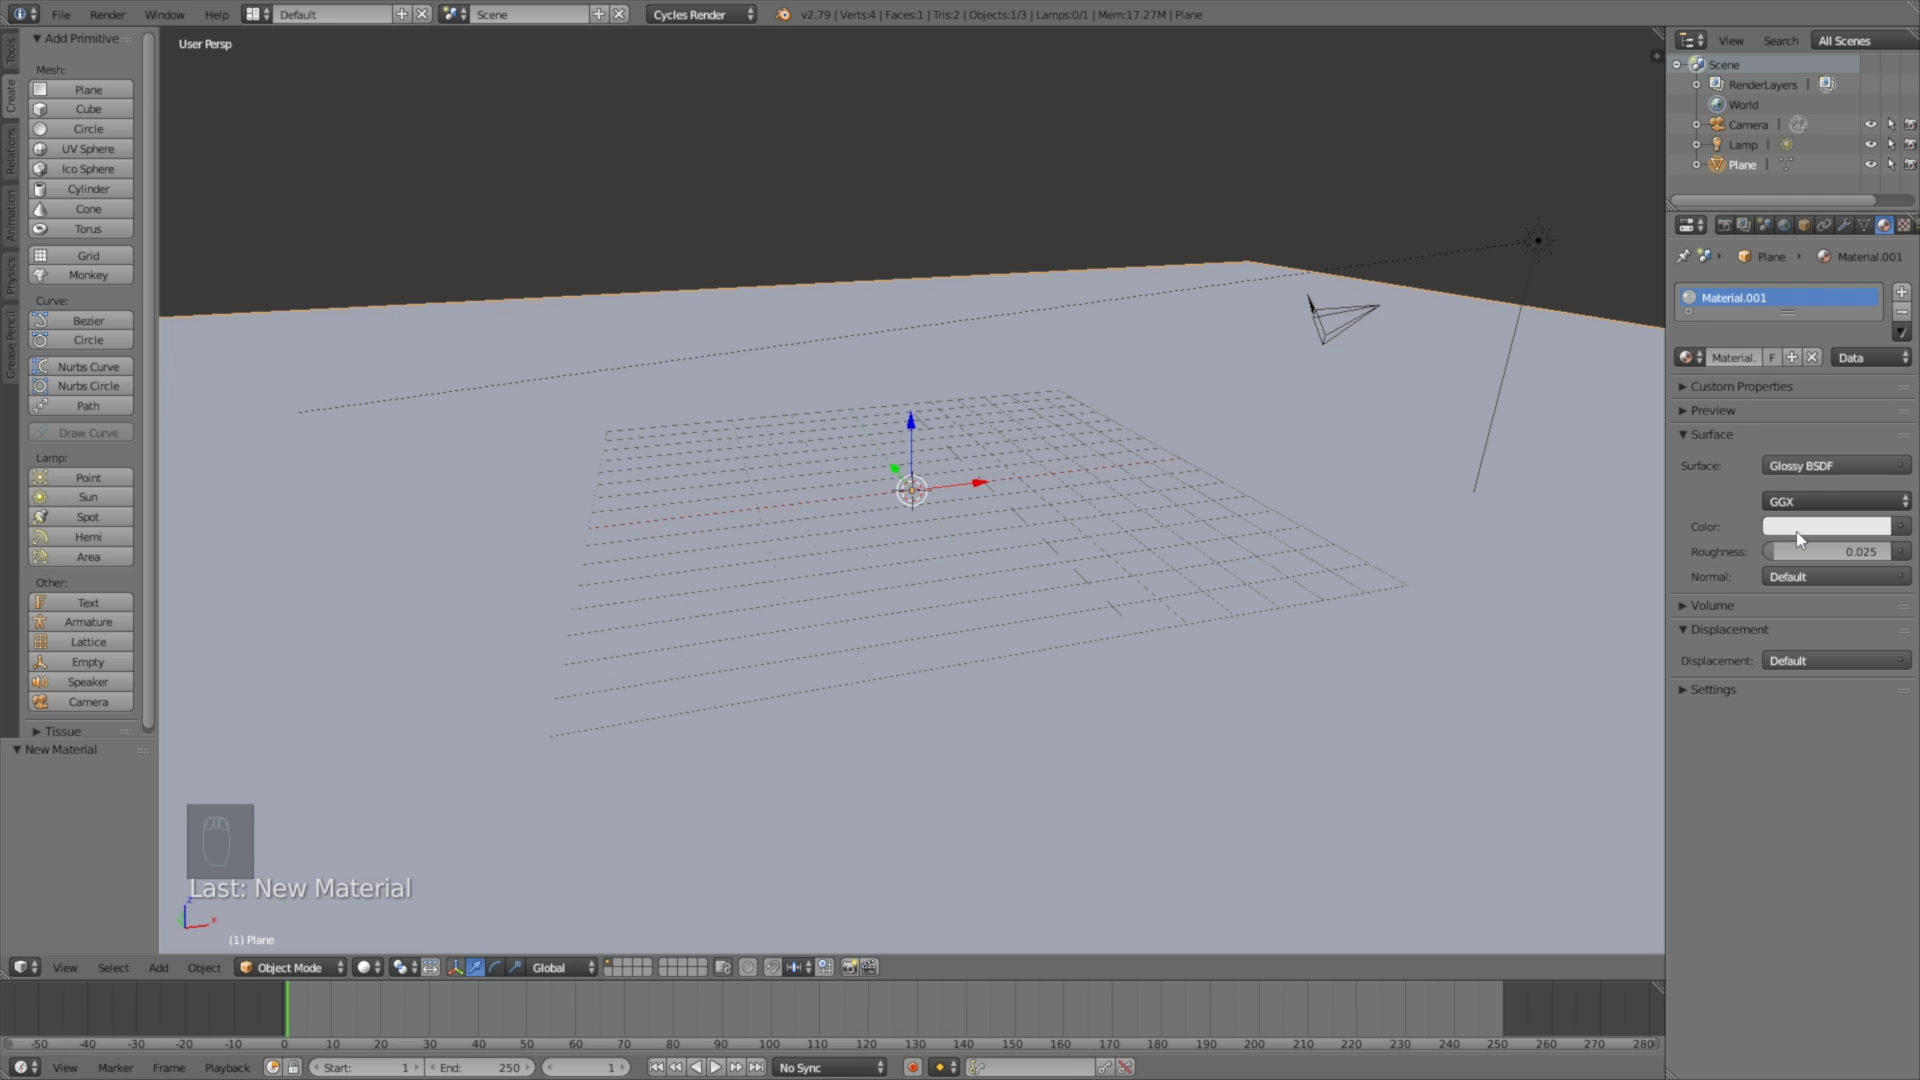 File Render Window Help Default Scene Cycles Render v2.79 | Verts:4 | Faces:1 | Tris:2 | Objects:1/3 | Lamps:0/1 | Mem:17.27M | Plane
Tools
Create
Relations
Animation
Physics
Grease Pencil
Add Primitive
Mesh:
Plane
Cube
Circle
UV Sphere
Ico Sphere
Cylinder
Cone
Torus
Grid
Monkey
Curve:
Bezier
Circle
Nurbs Curve
Nurbs Circle
Path
Draw Curve
Lamp:
Point
Sun
Spot
Hemi
Area
Other:
Text
Armature
Lattice
Empty
Speaker
Camera
Tissue
New Material
User Persp
Last: New Material
z
x
(1) Plane
View Search All Scenes
Scene
RenderLayers
World
Camera
Lamp
Plane
Plane Material.001
Material.001
Material. F Data
Custom Properties
Preview
Surface
Surface: Glossy BSDF
GGX
Color:
Roughness: 0.025
Normal: Default
Volume
Displacement
Displacement: Default
Settings
View Select Add Object Object Mode Global
-50 -40 -30 -20 -10 0 10 20 30 40 50 60 70 80 90 100 110 120 130 140 150 160 170 180 190 200 210 220 230 240 250 260 270 280
View Marker Frame Playback Start: 1 End: 250 1 No Sync